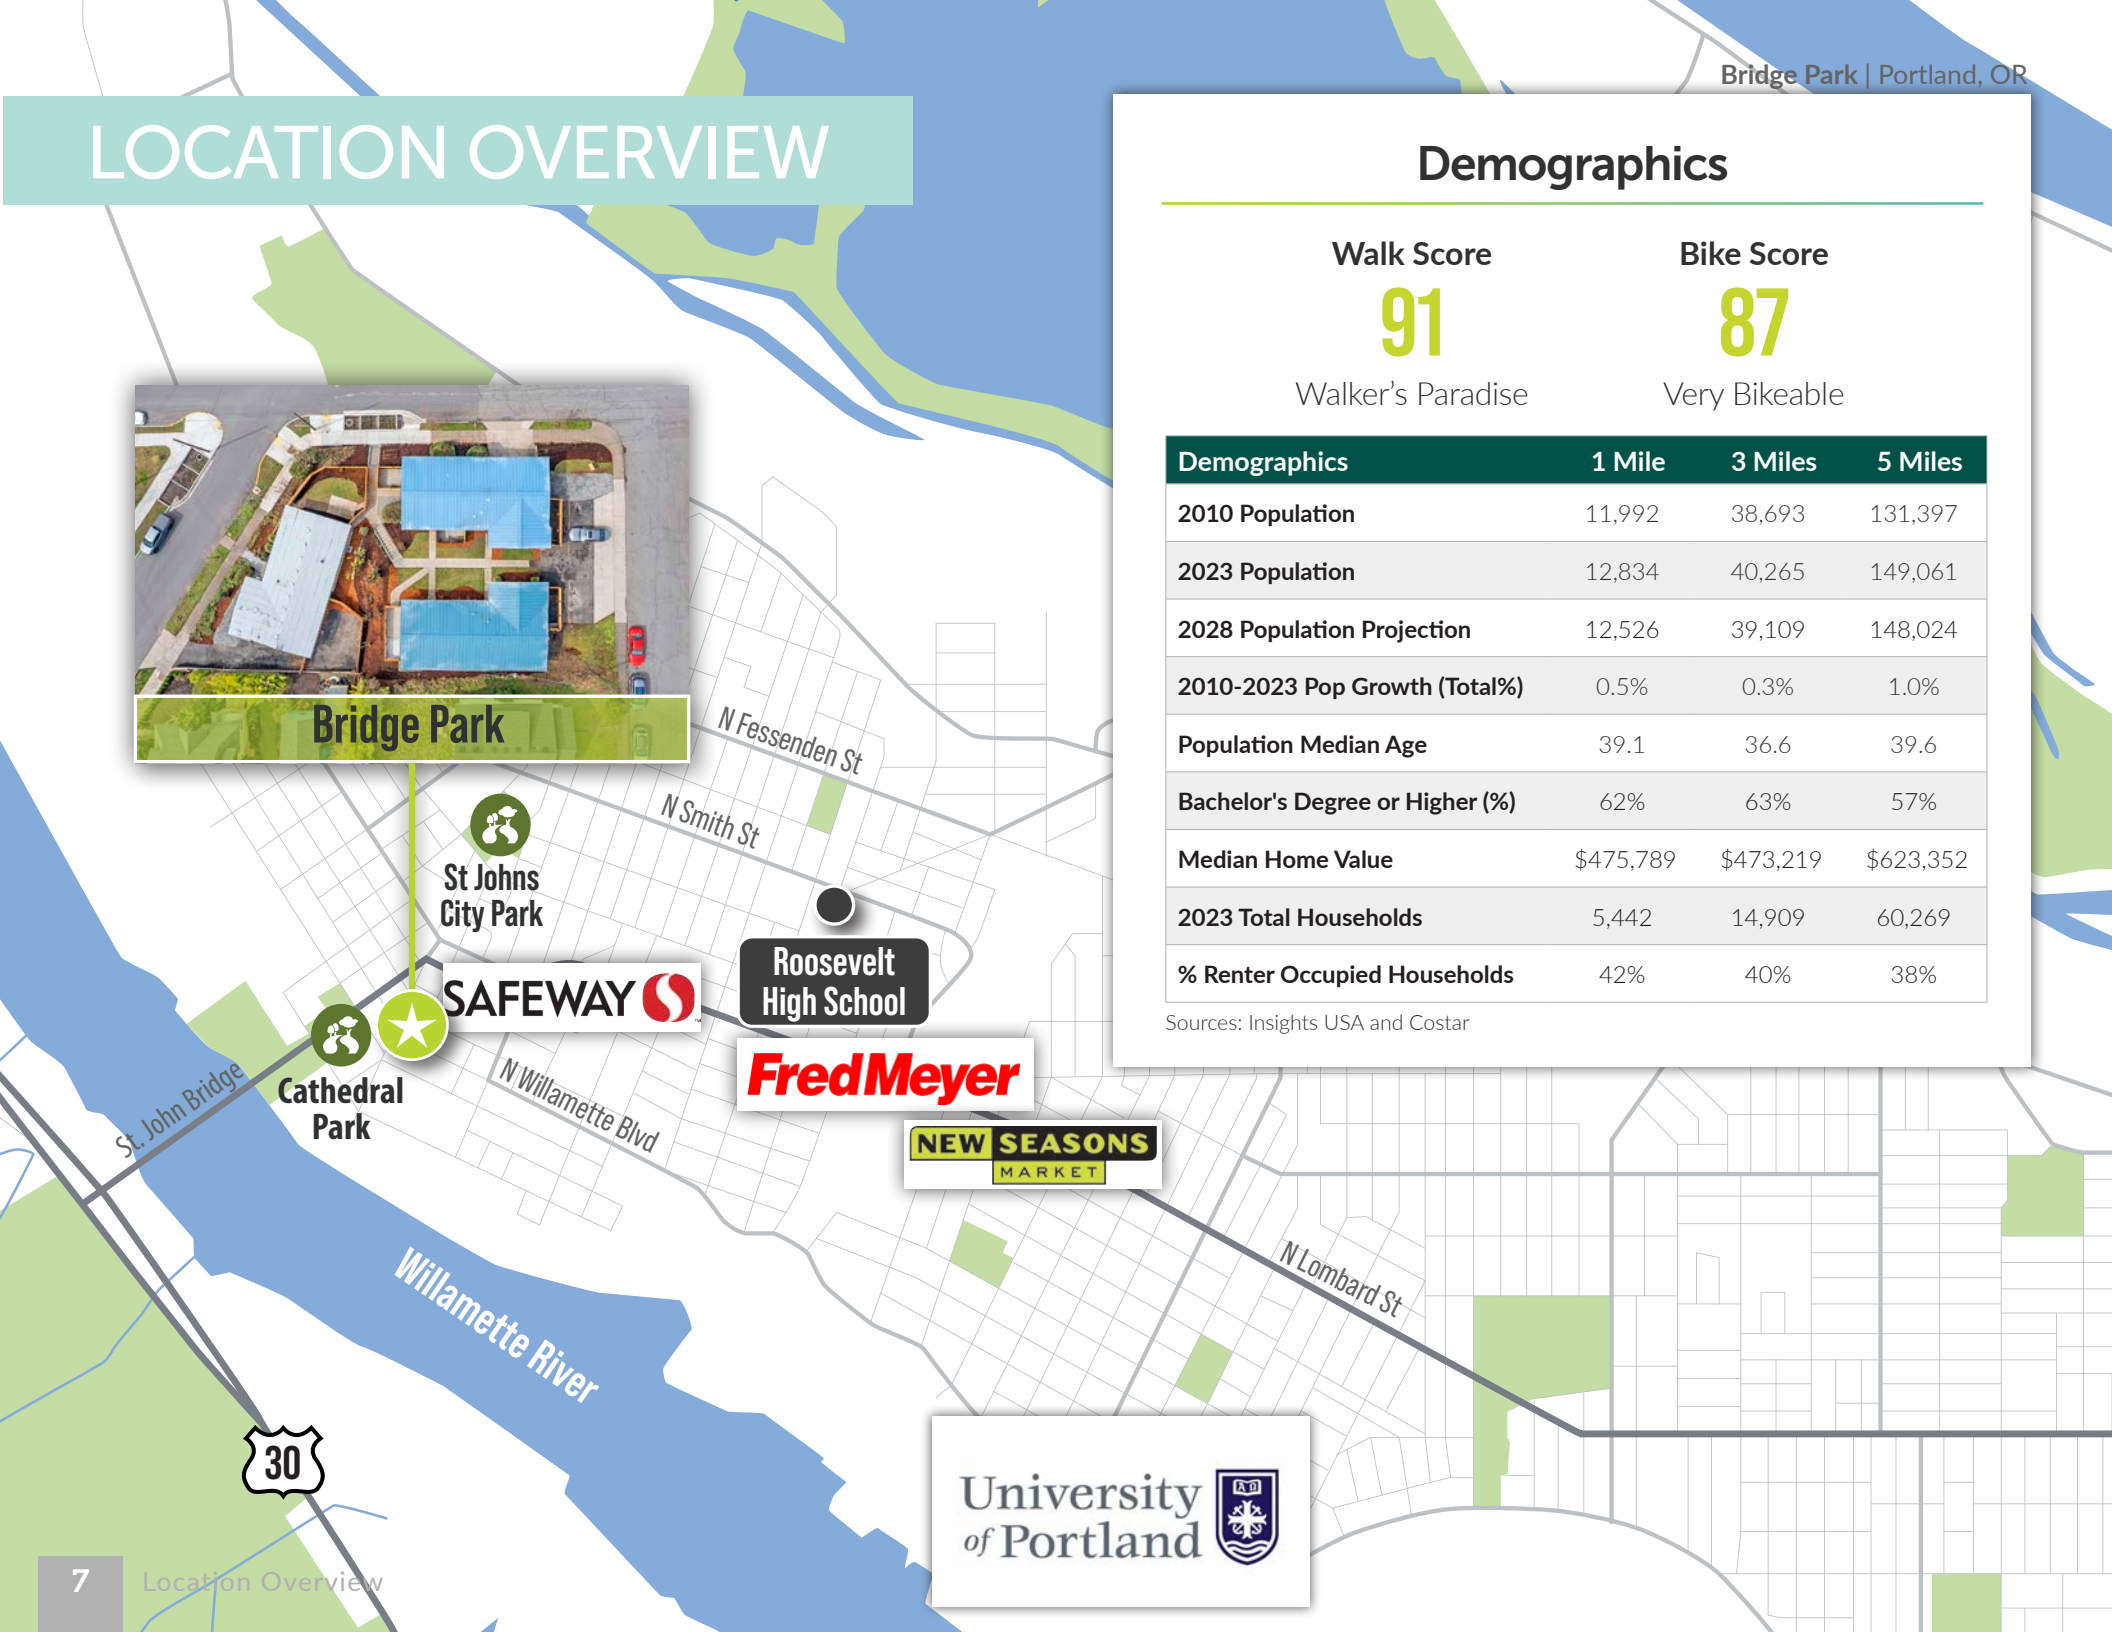 Bridge Park | Portland, OR
LOCATION OVERVIEW
Demographics
Walk Score
91
Walker's Paradise
Bike Score
87
Very Bikeable
Demographics 1 Mile 3 Miles 5 Miles
2010 Population 11,992 38,693 131,397
2023 Population 12,834 40,265 149,061
2028 Population Projection 12,526 39,109 148,024
2010-2023 Pop Growth (Total%) 0.5% 0.3% 1.0%
Population Median Age 39.1 36.6 39.6
Bachelor's Degree or Higher (%) 62% 63% 57%
Median Home Value $475,789 $473,219 $623,352
2023 Total Households 5,442 14,909 60,269
% Renter Occupied Households 42% 40% 38%
Sources: Insights USA and Costar
Bridge Park
N Fessenden St
N Smith St
St Johns
City Park
SAFEWAY
Roosevelt
High School
Fred Meyer
NEW SEASONS
MARKET
Cathedral
Park
St. John Bridge
N Willamette Blvd
Willamette River
N Lombard St
30
University
of Portland
7
Location Overview